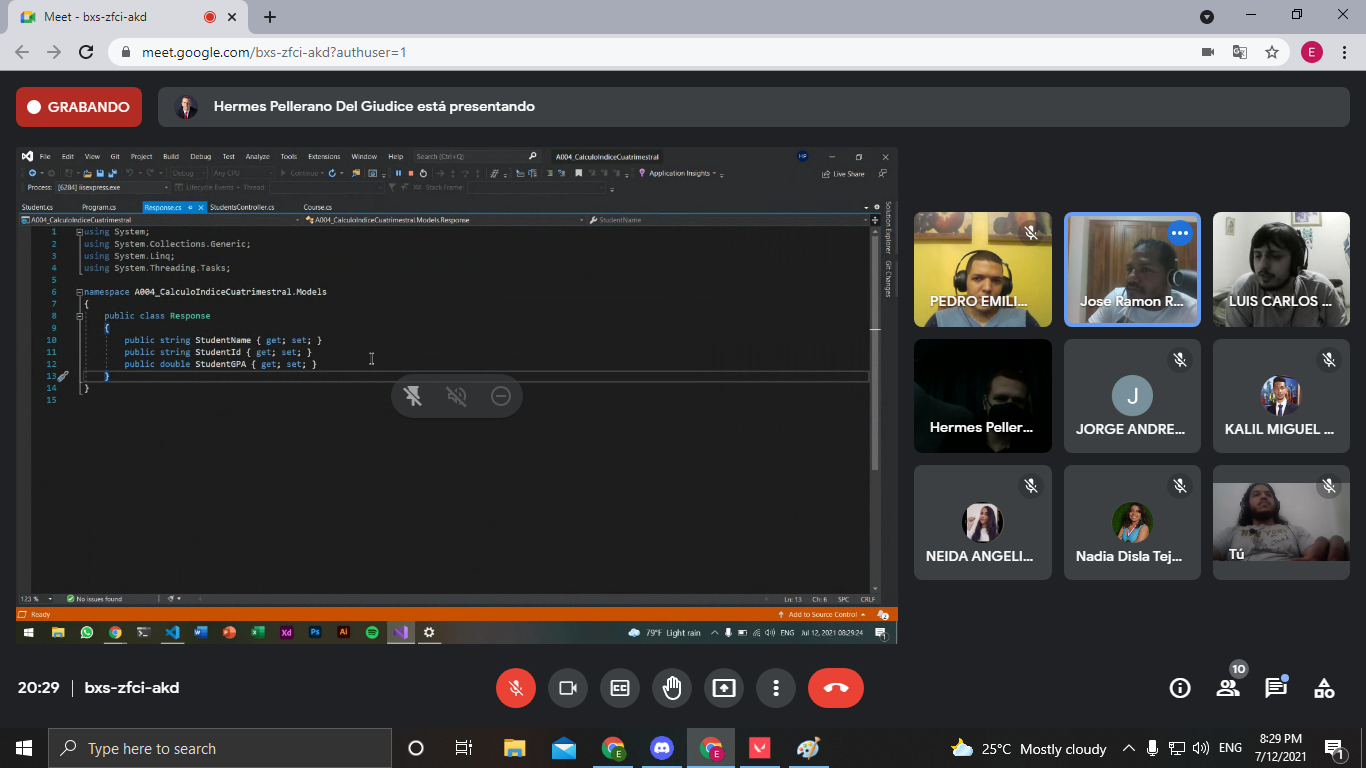 Meet - bxs-zfci-akd
meet.google.com/bxs-zfci-akd?authuser=1
E
GRABANDO
Hermes Pellerano Del Giudice está presentando
File Edit View Git Project Build Debug Test Analyze Tools Extensions Window Help Search (Ctrl+Q) A004_CalculoIndiceCuatrimestral HP
Debug Any CPU Continue Application Insights Live Share
Process: [6284] iisexpress.exe Lifecycle Events Thread: Stack Frame:
Student.cs Program.cs Response.cs StudentsController.cs Course.cs
A004_CalculoIndiceCuatrimestral A004_CalculoIndiceCuatrimestral.Models.Response StudentName
Solution Explorer
Git Changes
1 using System;
2 using System.Collections.Generic;
3 using System.Linq;
4 using System.Threading.Tasks;
5
6 namespace A004_CalculoIndiceCuatrimestral.Models
7 {
8 public class Response
9 {
10 public string StudentName { get; set; }
11 public string StudentId { get; set; }
12 public double StudentGPA { get; set; }
13 }
14 }
15
123 % No issues found Ln: 13 Ch: 6 SPC CRLF
Ready Add to Source Control 2
79°F Light rain ENG Jul 12, 2021 08:29:24 1
PEDRO EMILI...
Jose Ramon R...
LUIS CARLOS ...
Hermes Peller...
J
JORGE ANDRE...
KALIL MIGUEL ...
NEIDA ANGELI...
Nadia Disla Tej...
Tú
20:29 | bxs-zfci-akd
10
Type here to search
25°C Mostly cloudy ENG 8:29 PM
7/12/2021
1